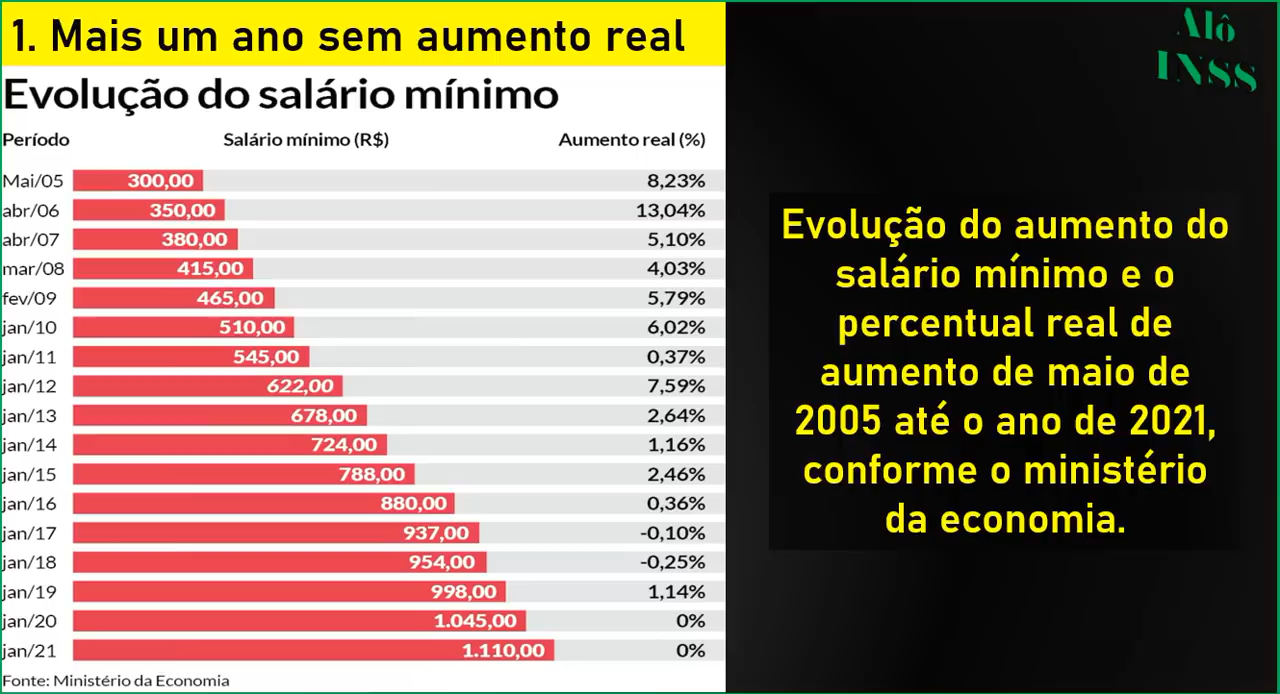 1. Mais um ano sem aumento real
Evolução do salário mínimo
Período Salário mínimo (R$) Aumento real (%)
Mai/05 300,00 8,23%
abr/06 350,00 13,04%
abr/07 380,00 5,10%
mar/08 415,00 4,03%
fev/09 465,00 5,79%
jan/10 510,00 6,02%
jan/11 545,00 0,37%
jan/12 622,00 7,59%
jan/13 678,00 2,64%
jan/14 724,00 1,16%
jan/15 788,00 2,46%
jan/16 880,00 0,36%
jan/17 937,00 -0,10%
jan/18 954,00 -0,25%
jan/19 998,00 1,14%
jan/20 1.045,00 0%
jan/21 1.110,00 0%
Fonte: Ministério da Economia
Alô
INSS
Evolução do aumento do
salário mínimo e o
percentual real de
aumento de maio de
2005 até o ano de 2021,
conforme o ministério
da economia.